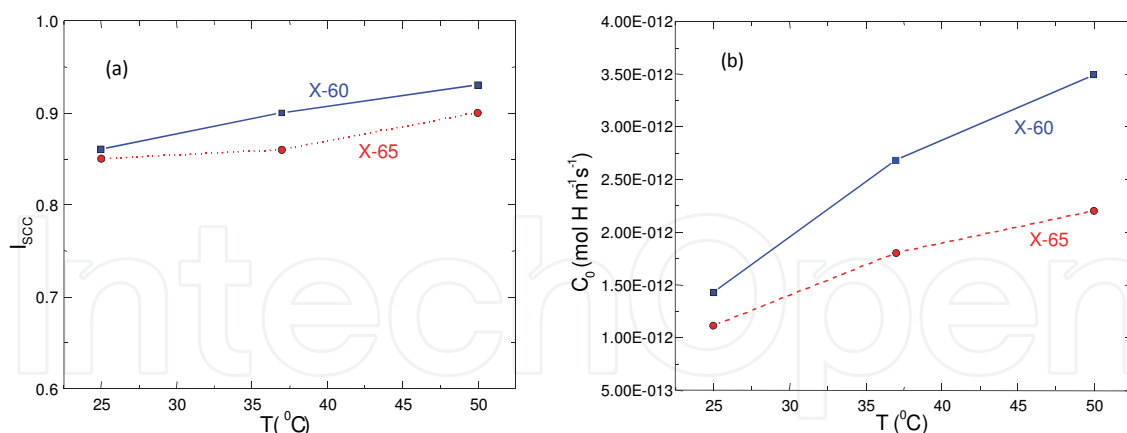 (a)
X-60
X-65
1.0
0.9
0.8
0.7
0.6
I_SCC
25 30 35 40 45 50
T( ⁰C)
(b)
X-60
X-65
4.00E-012
3.50E-012
3.00E-012
2.50E-012
2.00E-012
1.50E-012
1.00E-012
5.00E-013
C₀ (mol H m⁻¹s⁻¹)
25 30 35 40 45 50
T (⁰C)
IntechOpen